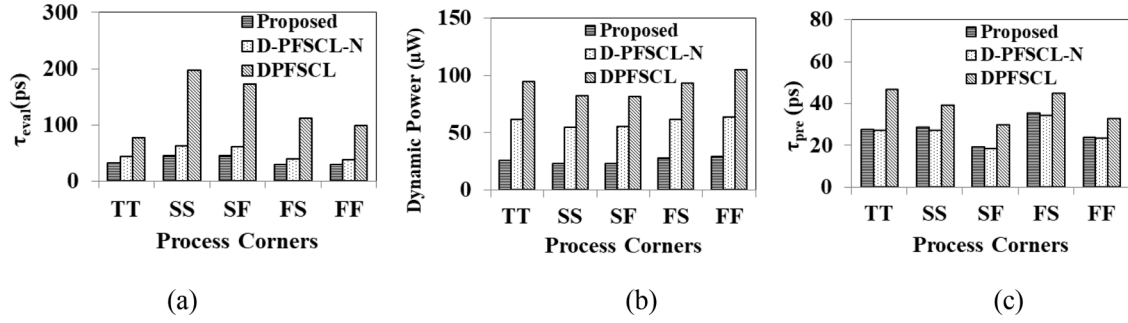 300
200
100
0
τeval(ps)
Proposed
D-PFSCL-N
DPFSCL
TT SS SF FS FF
Process Corners
(a)
150
100
50
0
Dynamic Power (µW)
Proposed
D-PFSCL-N
DPFSCL
TT SS SF FS FF
Process Corners
(b)
80
60
40
20
0
τpre (ps)
Proposed
D-PFSCL-N
DPFSCL
TT SS SF FS FF
Process Corners
(c)